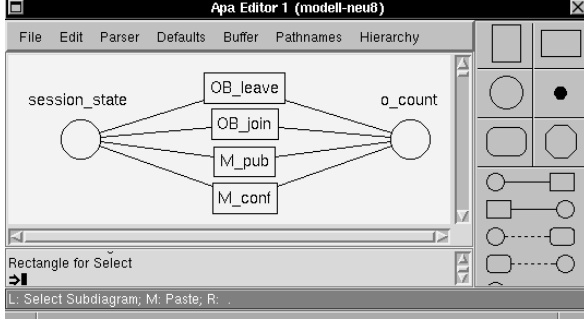 Apa Editor 1 (modell-neu8)
File Edit Parser Defaults Buffer Pathnames Hierarchy
OB_leave
session_state
o_count
OB_join
M_pub
M_conf
Rectangle for Select
L: Select Subdiagram; M: Paste; R: .